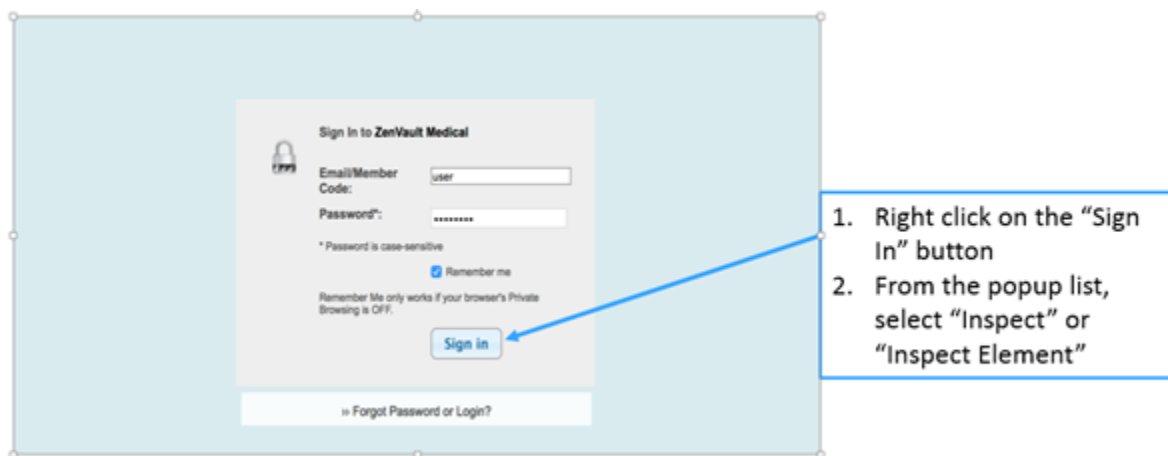 Sign In to ZenVault Medical
Email/Member
Code:
user
Password*:
••••••••
* Password is case-sensitive
Remember me
Remember Me only works if your browser's Private
Browsing is OFF.
Sign in
›› Forgot Password or Login?
1. Right click on the “Sign
In” button
2. From the popup list,
select “Inspect” or
“Inspect Element”